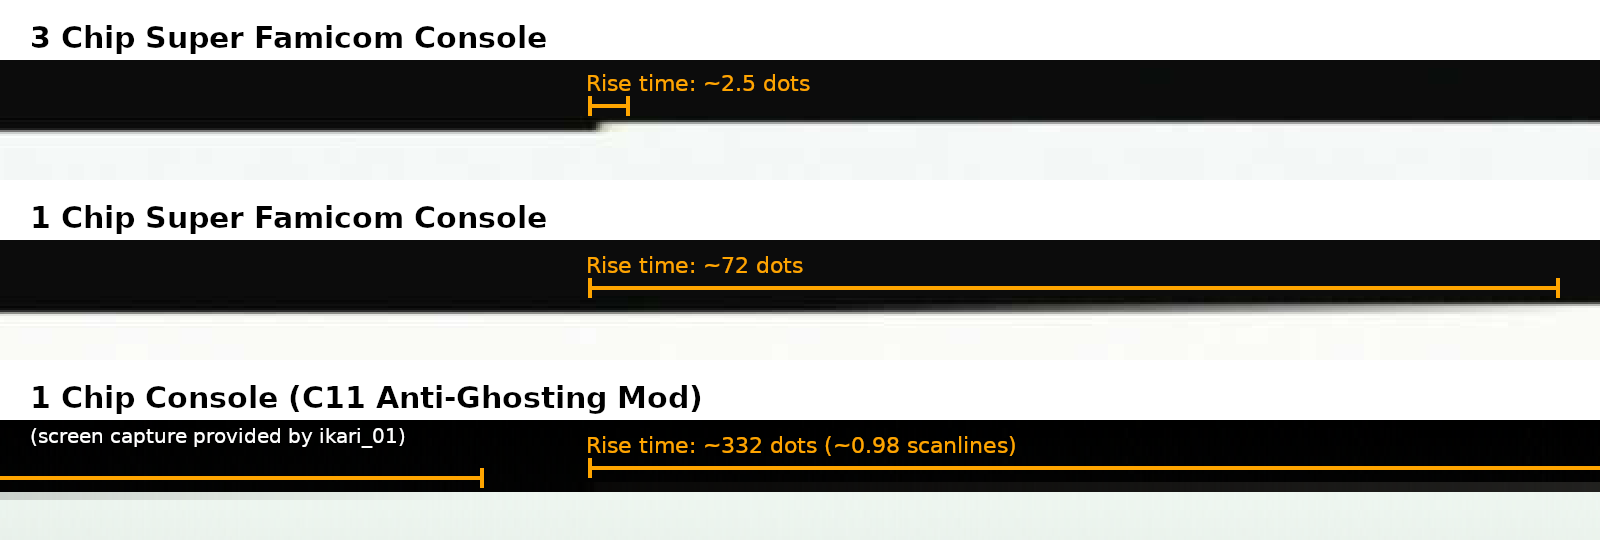 3 Chip Super Famicom Console
Rise time: ~2.5 dots
1 Chip Super Famicom Console
Rise time: ~72 dots
1 Chip Console (C11 Anti-Ghosting Mod)
(screen capture provided by ikari_01)
Rise time: ~332 dots (~0.98 scanlines)